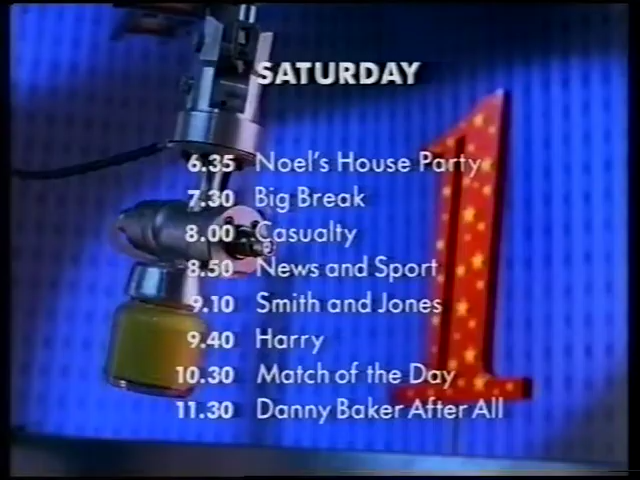 SATURDAY
6.35 Noel's House Party
7.30 Big Break
8.00 Casualty
8.50 News and Sport
9.10 Smith and Jones
9.40 Harry
10.30 Match of the Day
11.30 Danny Baker After All
1